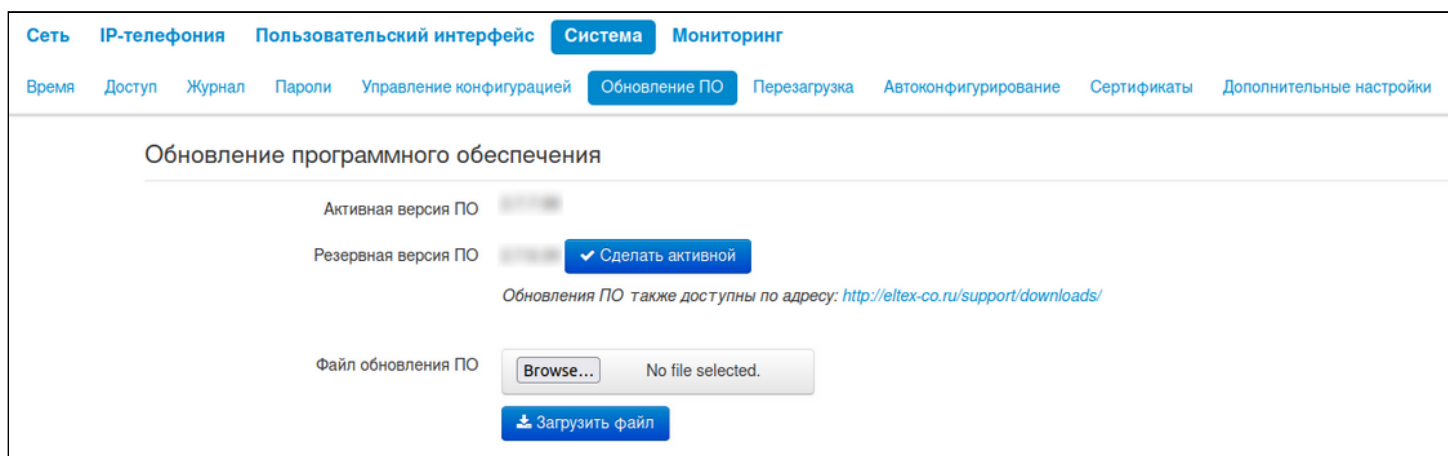 Сеть IP-телефония Пользовательский интерфейс Система Мониторинг
Время Доступ Журнал Пароли Управление конфигурацией Обновление ПО Перезагрузка Автоконфигурирование Сертификаты Дополнительные настройки
Обновление программного обеспечения
Активная версия ПО
Резервная версия ПО Сделать активной
Обновления ПО также доступны по адресу: http://eltex-co.ru/support/downloads/
Файл обновления ПО Browse... No file selected.
Загрузить файл